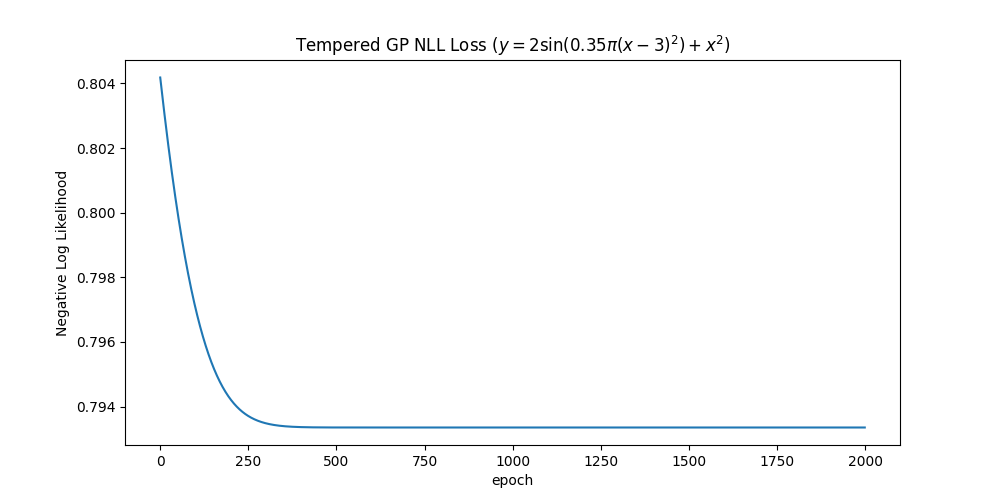 Tempered GP NLL Loss ($y = 2\sin(0.35\pi(x-3)^2) + x^2$)
Negative Log Likelihood
0.804
0.802
0.800
0.798
0.796
0.794
0 250 500 750 1000 1250 1500 1750 2000
epoch